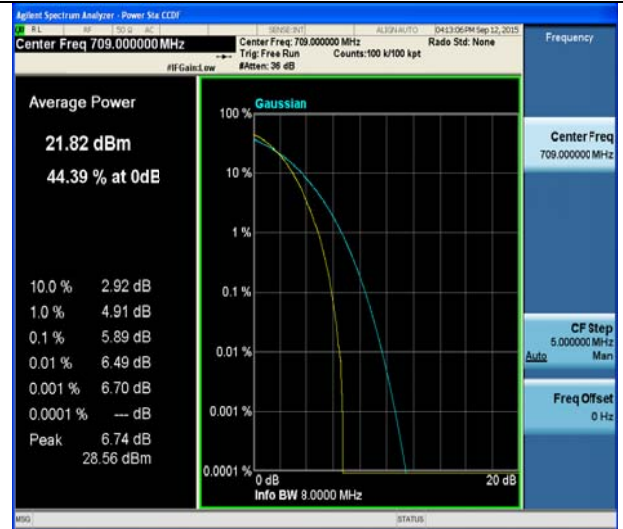 Agilent Spectrum Analyzer - Power Sta CCDF
RL RF 50 Ω AC SENSE:INT ALIGN AUTO 04:13:06 PM Sep 12, 2015
Center Freq 709.000000 MHz
Center Freq: 709.000000 MHz Rado Std: None
Trig: Free Run Counts:100 k/100 kpt
#IFGain:Low #Atten: 36 dB
Frequency
Average Power
21.82 dBm
44.39 % at 0dB
10.0 % 2.92 dB
1.0 % 4.91 dB
0.1 % 5.89 dB
0.01 % 6.49 dB
0.001 % 6.70 dB
0.0001 % --- dB
Peak 6.74 dB
28.56 dBm
Gaussian
100 %
10 %
1 %
0.1 %
0.01 %
0.001 %
0.0001 %
0 dB 20 dB
Info BW 8.0000 MHz
Center Freq
709.000000 MHz
CF Step
5.000000 MHz
Auto Man
Freq Offset
0 Hz
MSG STATUS